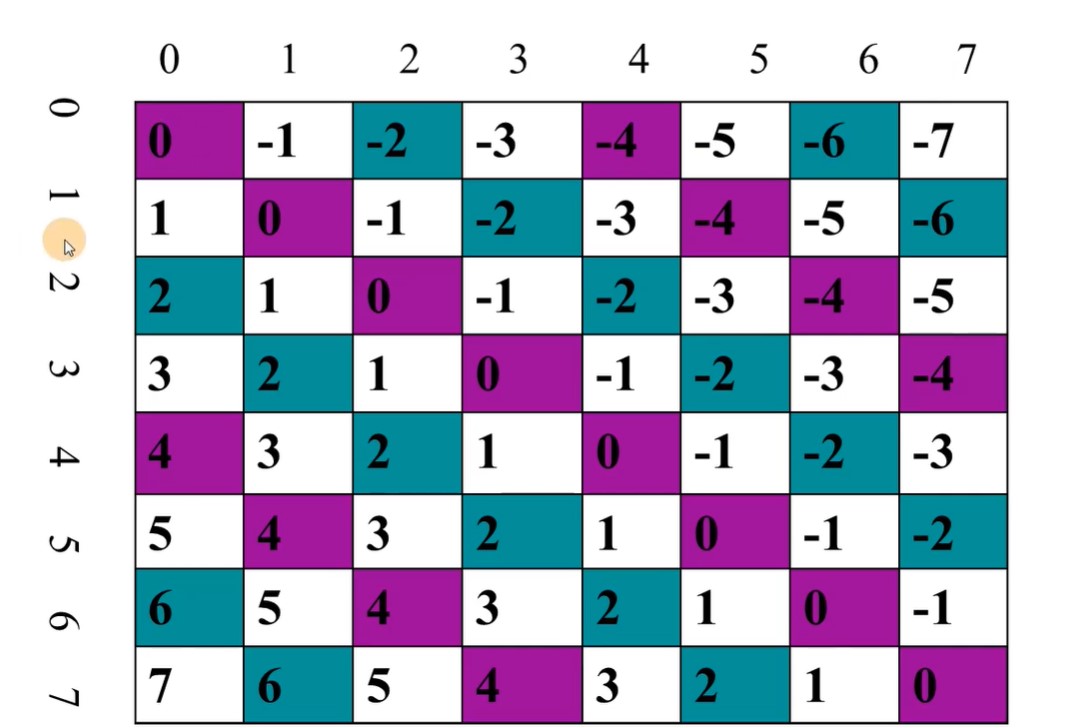 0 1 2 3 4 5 6 7
0 0 -1 -2 -3 -4 -5 -6 -7
1 1 0 -1 -2 -3 -4 -5 -6
2 2 1 0 -1 -2 -3 -4 -5
3 3 2 1 0 -1 -2 -3 -4
4 4 3 2 1 0 -1 -2 -3
5 5 4 3 2 1 0 -1 -2
6 6 5 4 3 2 1 0 -1
7 7 6 5 4 3 2 1 0